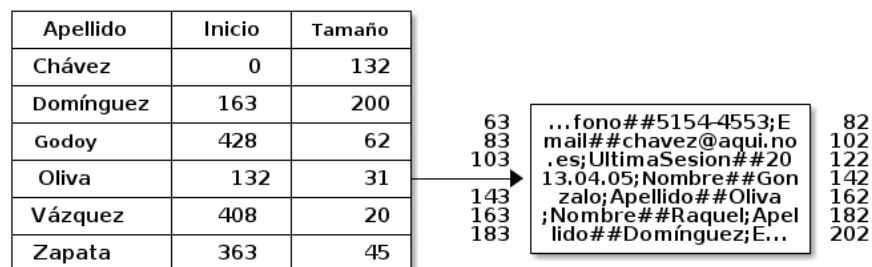 Apellido Inicio Tamaño
Chávez 0 132
Domínguez 163 200
Godoy 428 62
Oliva 132 31
Vázquez 408 20
Zapata 363 45
63 ...fono##5154-4553;E 82
83 mail##chavez@aqui.no 102
103 .es;UltimaSesion##20 122
13.04.05;Nombre##Gon 142
143 zalo;Apellido##Oliva 162
163 ;Nombre##Raquel;Apel 182
183 lido##Domínguez;E... 202